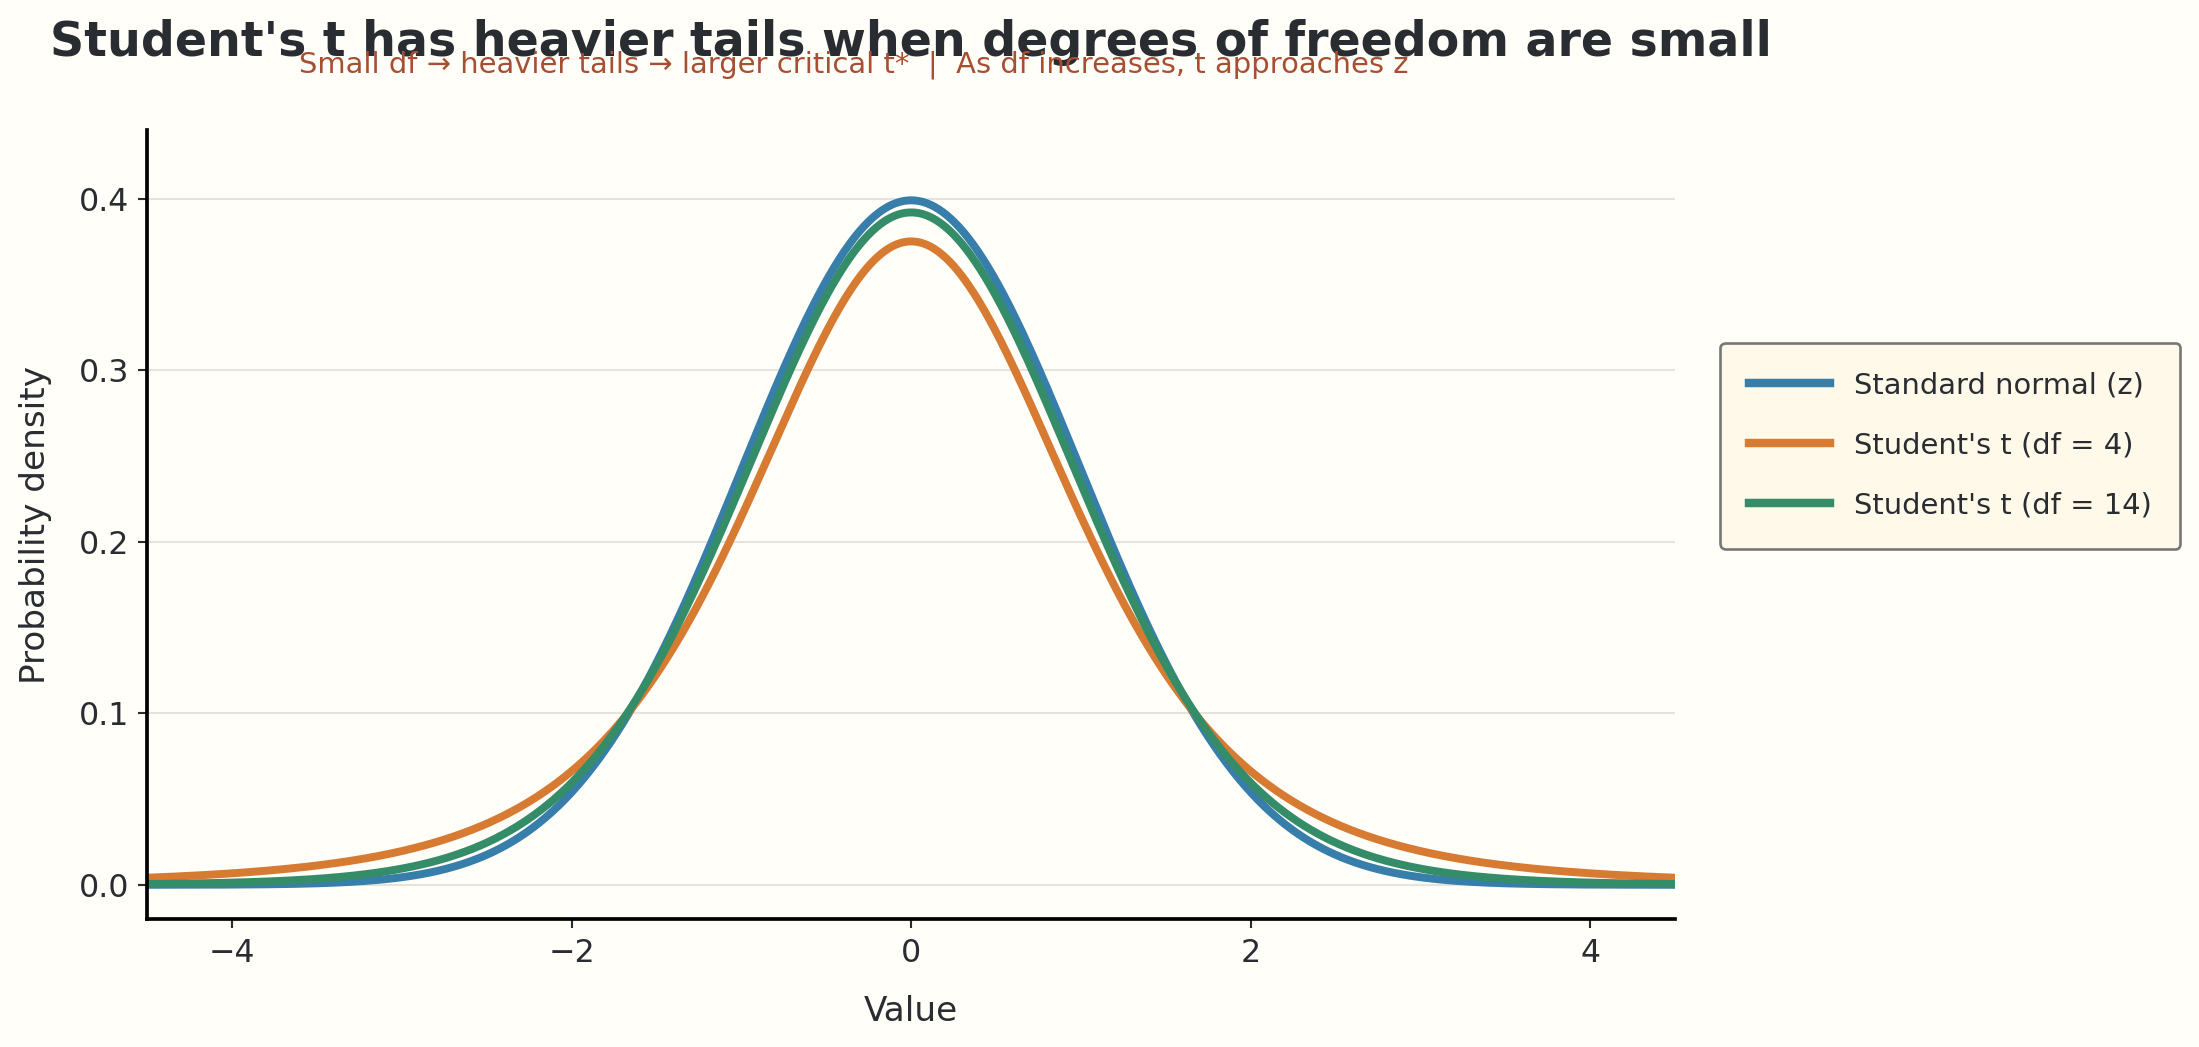 Student's t has heavier tails when degrees of freedom are small
Small df → heavier tails → larger critical t* | As df increases, t approaches z
Probability density
0.4
0.3
0.2
0.1
0.0
−4
−2
0
2
4
Value
Standard normal (z)
Student's t (df = 4)
Student's t (df = 14)